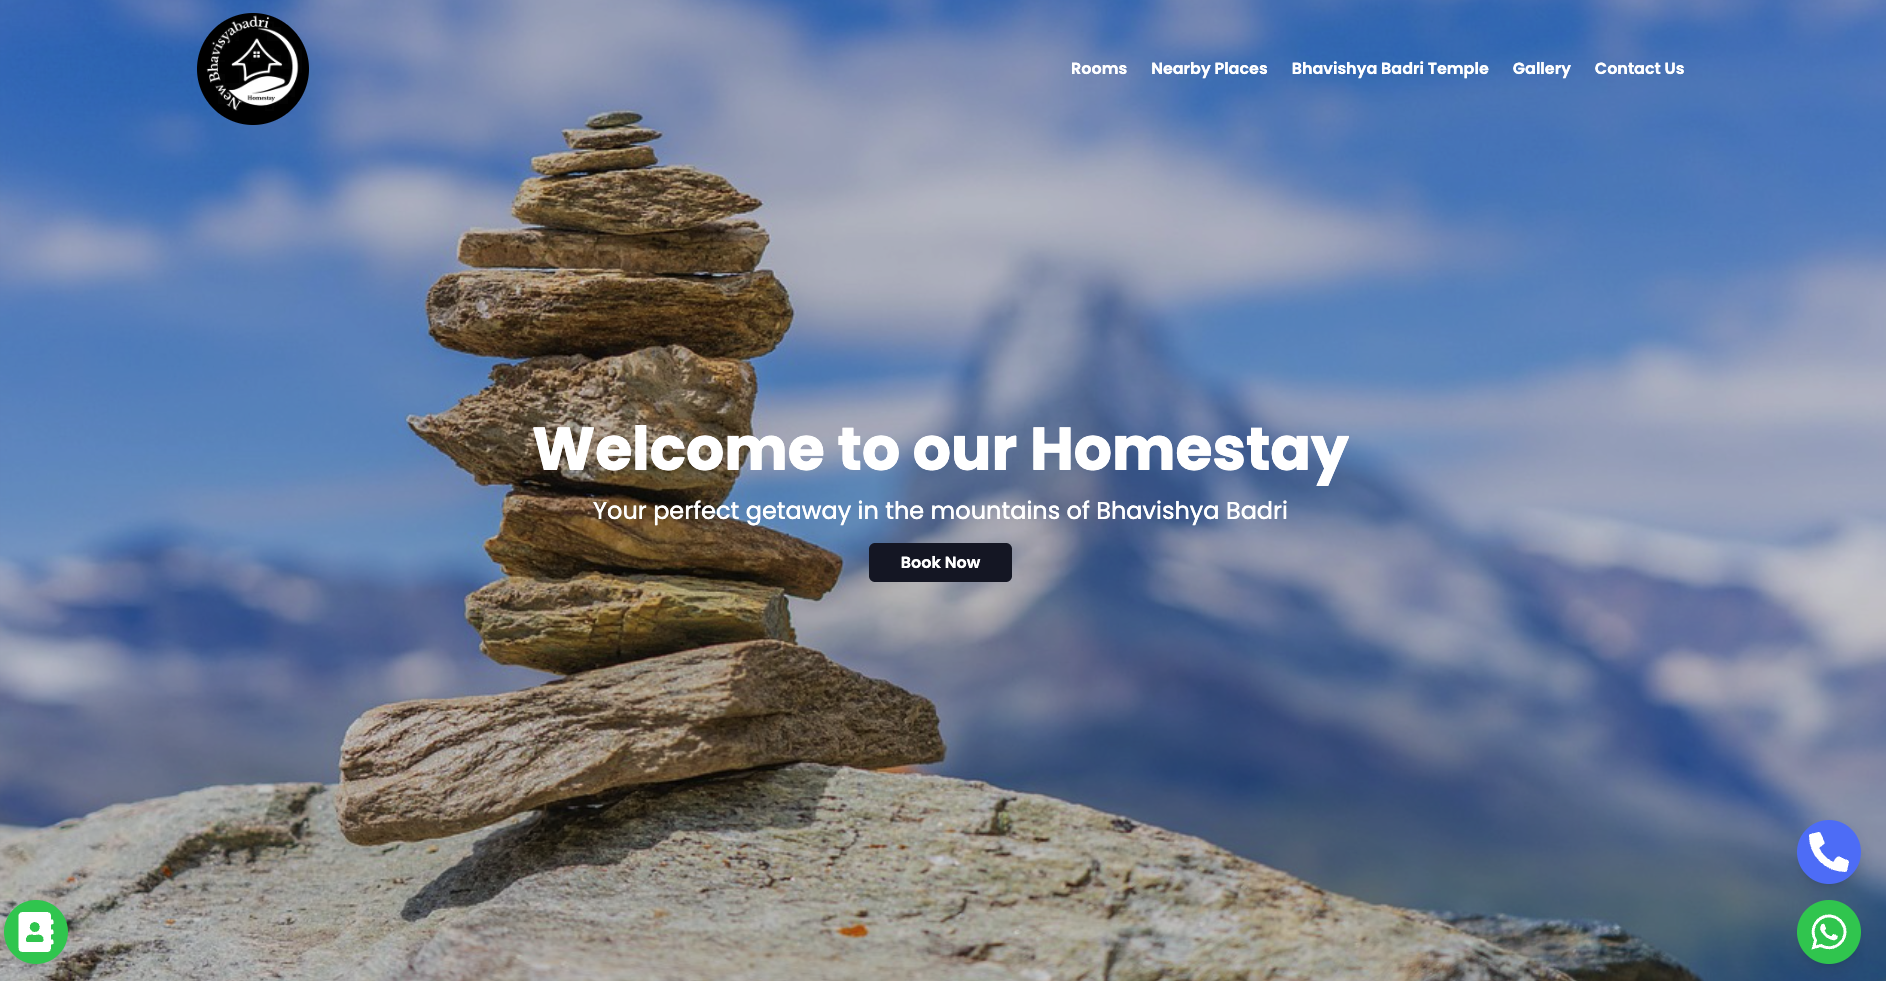 New Bhavisyabadri
Homestay
Rooms
Nearby Places
Bhavishya Badri Temple
Gallery
Contact Us
Welcome to our Homestay
Your perfect getaway in the mountains of Bhavishya Badri
Book Now